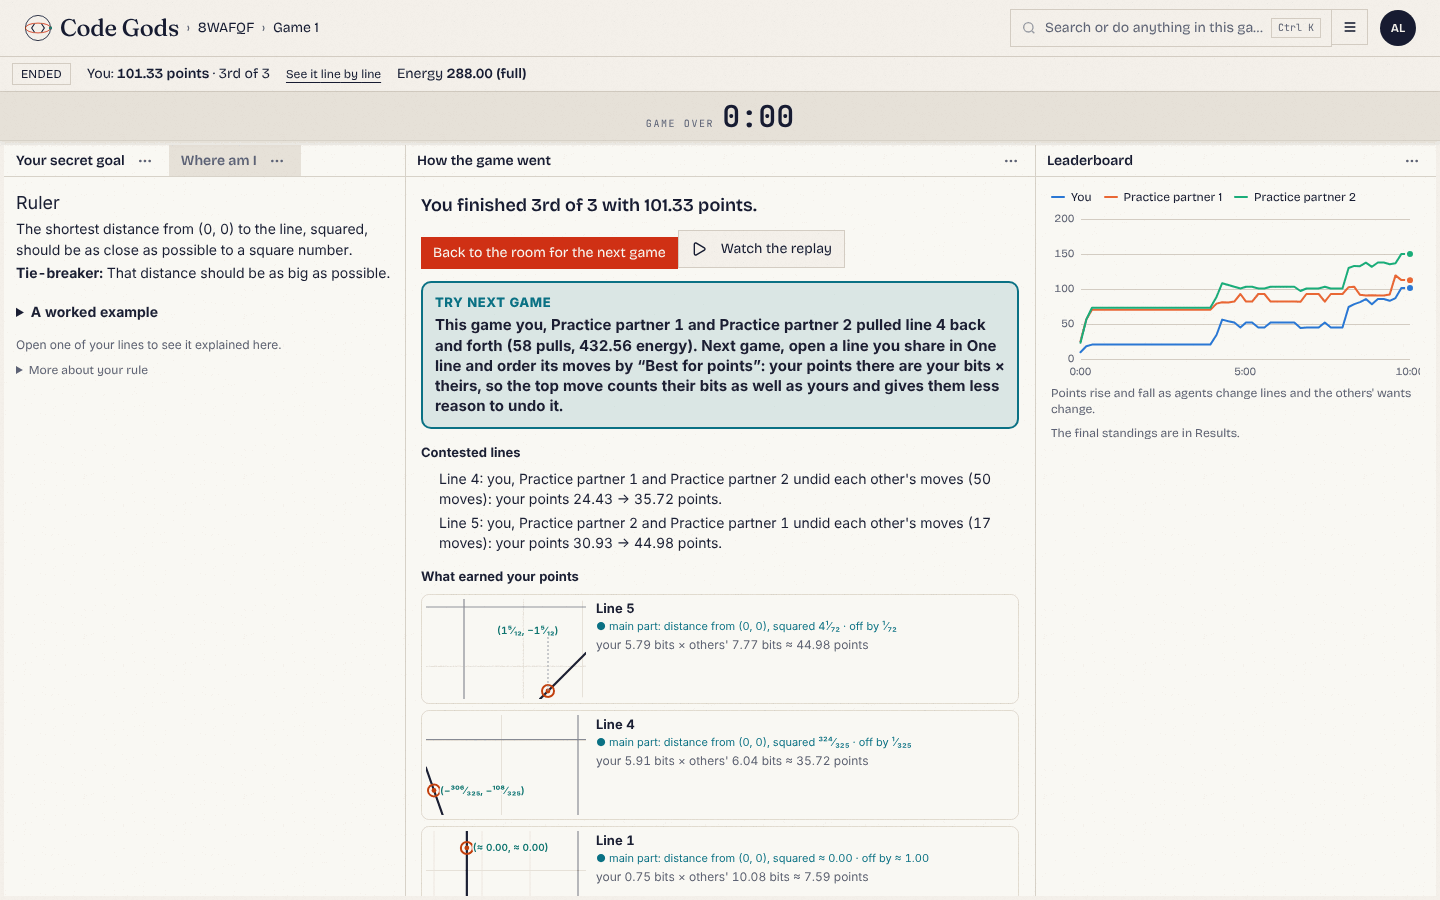 Code Gods › 8WAFQF › Game 1
Search or do anything in this ga... Ctrl K
AL
ENDED You: 101.33 points · 3rd of 3 See it line by line Energy 288.00 (full)
GAME OVER 0:00
Your secret goal ···
Where am I ···
Ruler
The shortest distance from (0, 0) to the line, squared,
should be as close as possible to a square number.
Tie-breaker: That distance should be as big as possible.
A worked example
Open one of your lines to see it explained here.
More about your rule
How the game went ···
You finished 3rd of 3 with 101.33 points.
Back to the room for the next game
Watch the replay
TRY NEXT GAME
This game you, Practice partner 1 and Practice partner 2 pulled line 4 back
and forth (58 pulls, 432.56 energy). Next game, open a line you share in One
line and order its moves by “Best for points”: your points there are your bits ×
theirs, so the top move counts their bits as well as yours and gives them less
reason to undo it.
Contested lines
Line 4: you, Practice partner 1 and Practice partner 2 undid each other's moves (50
moves): your points 24.43 → 35.72 points.
Line 5: you, Practice partner 2 and Practice partner 1 undid each other's moves (17
moves): your points 30.93 → 44.98 points.
What earned your points
(1⁵⁄₁₂, −1⁵⁄₁₂)
Line 5
main part: distance from (0, 0), squared 4¹⁄₇₂ · off by ¹⁄₇₂
your 5.79 bits × others' 7.77 bits ≈ 44.98 points
(−³⁰⁶⁄₃₂₅, −¹⁰⁸⁄₃₂₅)
Line 4
main part: distance from (0, 0), squared ³²⁴⁄₃₂₅ · off by ¹⁄₃₂₅
your 5.91 bits × others' 6.04 bits ≈ 35.72 points
(≈ 0.00, ≈ 0.00)
Line 1
main part: distance from (0, 0), squared ≈ 0.00 · off by ≈ 1.00
your 0.75 bits × others' 10.08 bits ≈ 7.59 points
Leaderboard ···
You Practice partner 1 Practice partner 2
200
150
100
50
0
0:00 5:00 10:0
Points rise and fall as agents change lines and the others' wants
change.
The final standings are in Results.